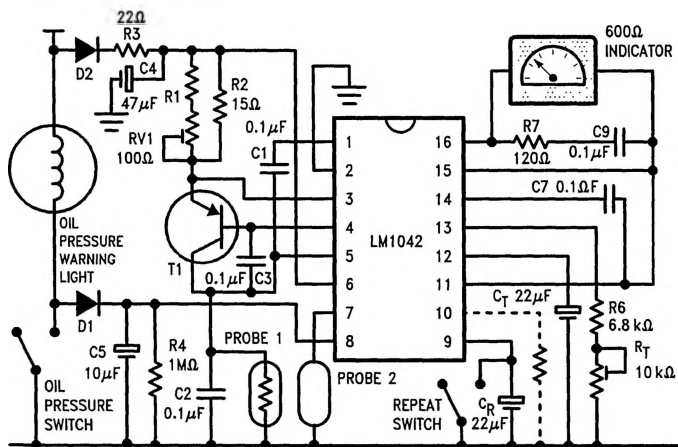 22Ω
R3
D2
C4
47μF
R1
R2
15Ω
RV1
100Ω
0.1μF
C1
600Ω
INDICATOR
R7
120Ω
C9
0.1μF
C7 0.1ΩF
OIL
PRESSURE
WARNING
LIGHT
T1
0.1μF
C3
1
2
3
4
5
6
7
8
LM1042
16
15
14
13
12
11
10
9
D1
C5
10μF
R4
1MΩ
C2
0.1μF
PROBE 1
PROBE 2
OIL
PRESSURE
SWITCH
REPEAT
SWITCH
CR
22μF
CT 22μF
R6
6.8 kΩ
RT
10 kΩ